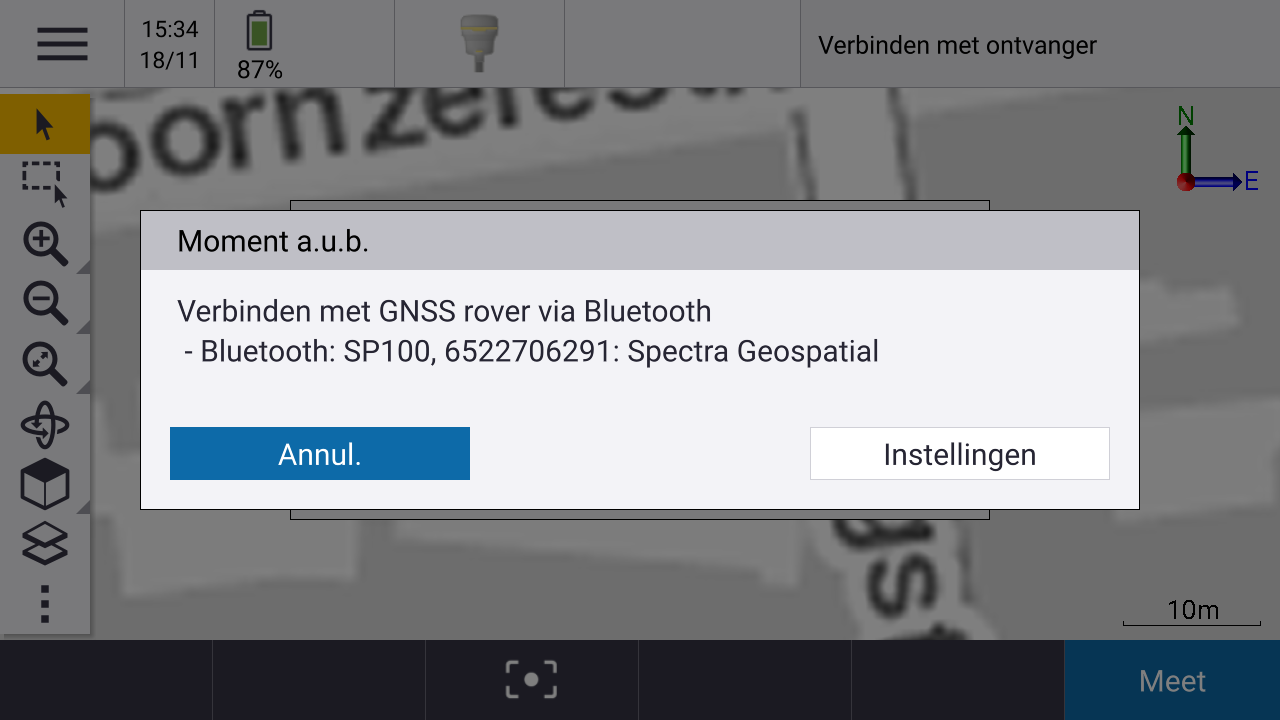 15:34
18/11
87%
Verbinden met ontvanger
N
E
Moment a.u.b.
Verbinden met GNSS rover via Bluetooth
- Bluetooth: SP100, 6522706291: Spectra Geospatial
Annul.
Instellingen
10m
Meet